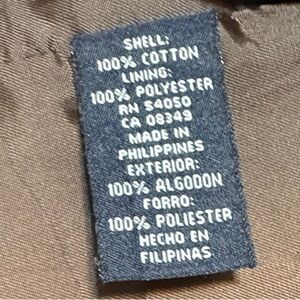 SHELL:
100% COTTON
LINING:
100% POLYESTER
RN 54050
CA 08349
MADE IN
PHILIPPINES
EXTERIOR:
100% ALGODON
FORRO:
100% POLIESTER
HECHO EN
FILIPINAS